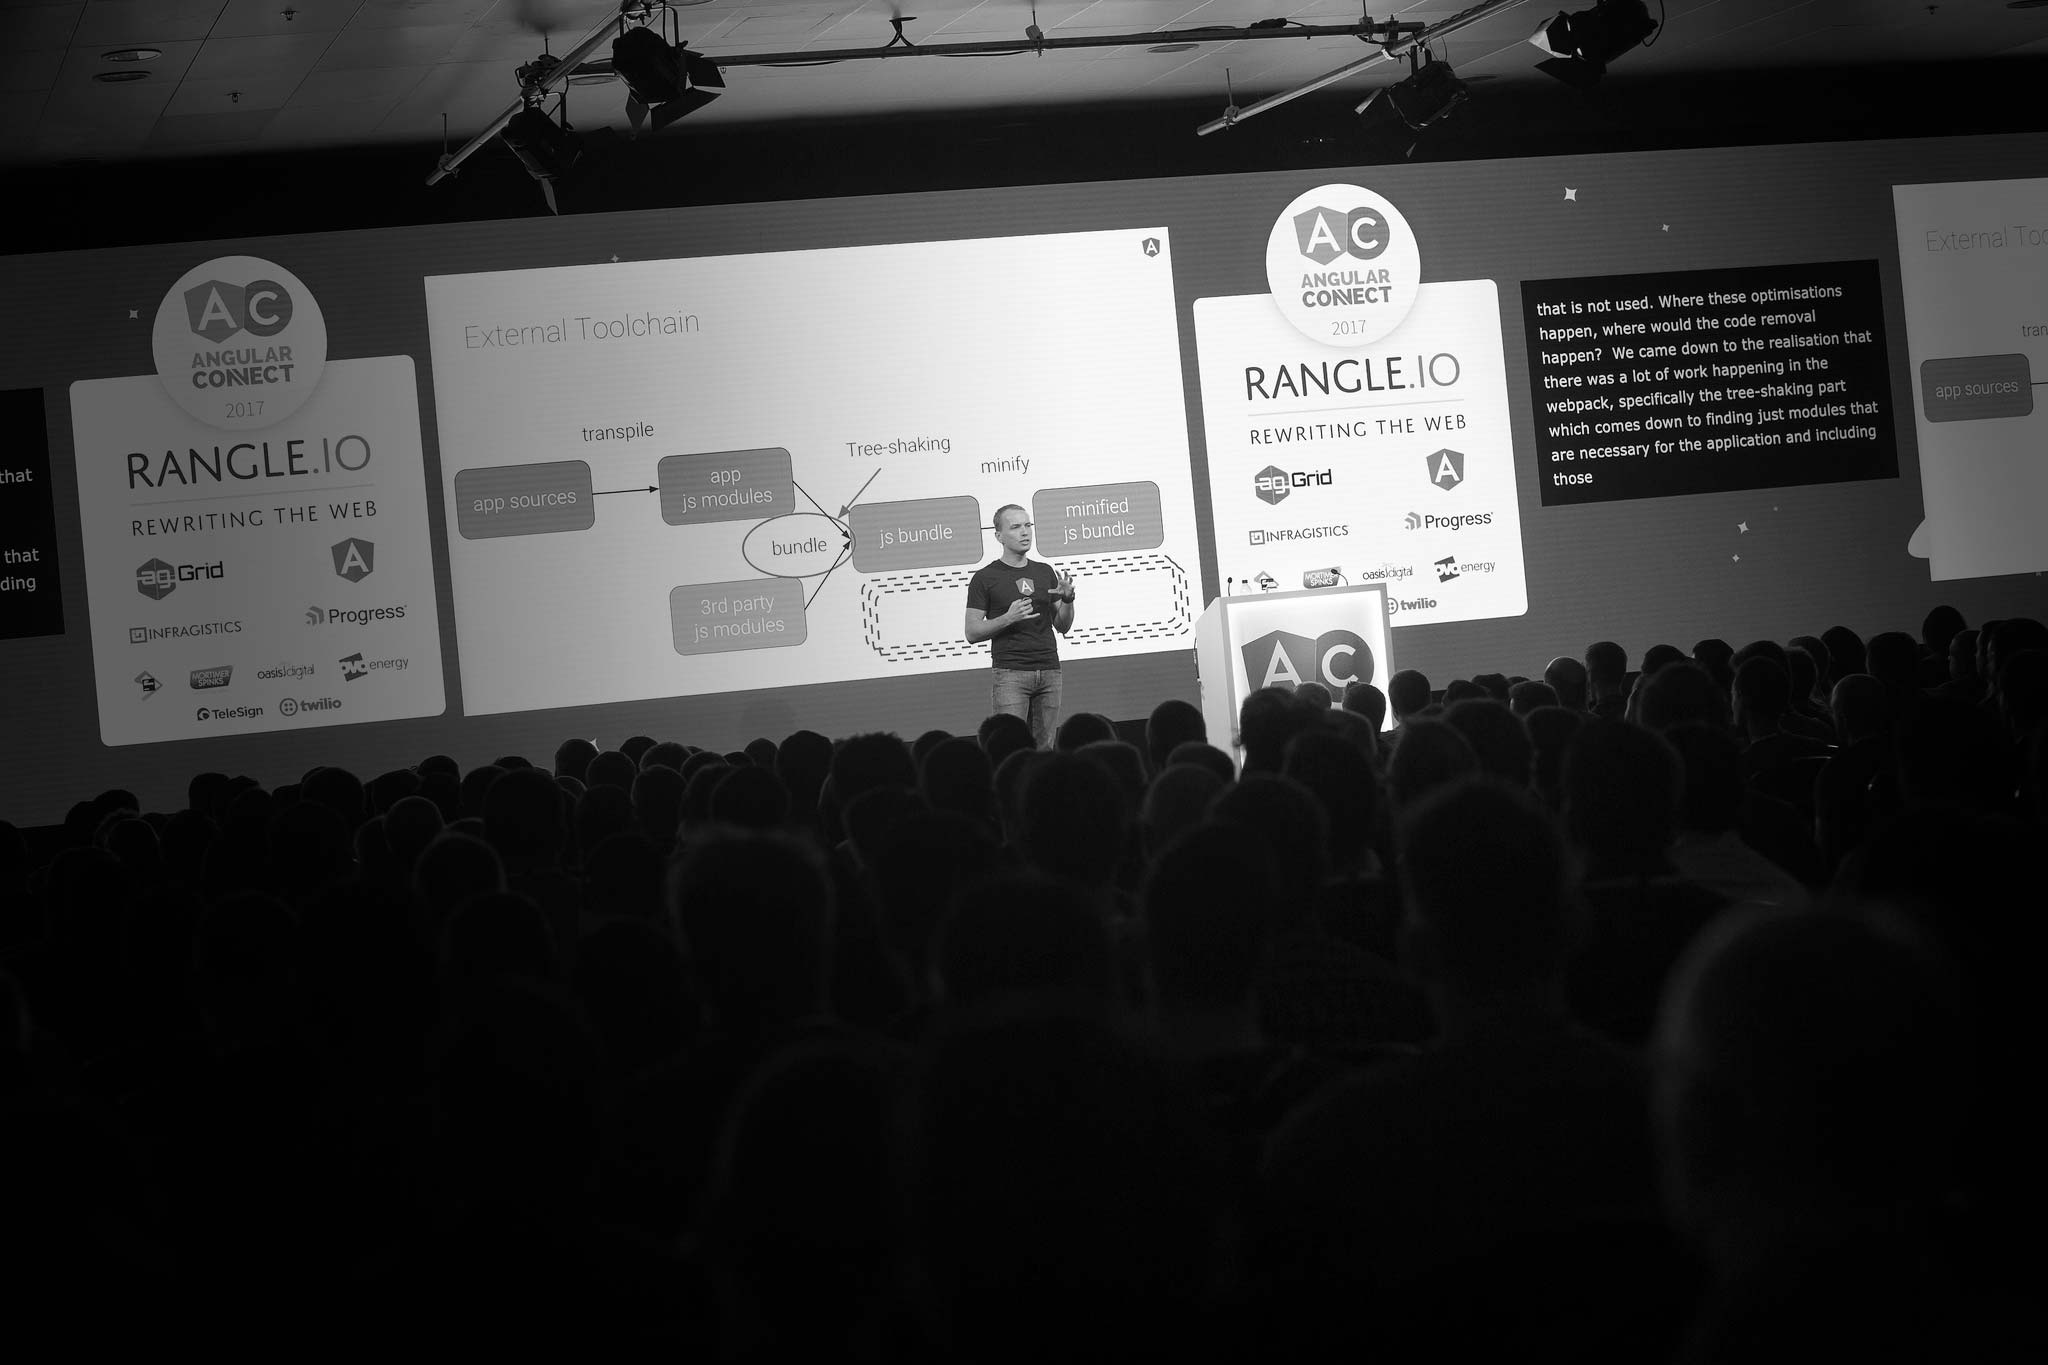 that
that
ding
AC
ANGULAR
CONNECT
2017
RANGLE.IO
REWRITING THE WEB
ag-Grid
A
INFRAGISTICS
Progress
MORTIMER
SPINKS
oasis digital
OVO energy
TeleSign
twilio
A
External Toolchain
transpile
Tree-shaking
minify
app sources
app
js modules
bundle
js bundle
minified
js bundle
3rd party
js modules
A
AC
ANGULAR
CONNECT
2017
RANGLE.IO
REWRITING THE WEB
ag-Grid
A
INFRAGISTICS
Progress
MORTIMER
SPINKS
oasis digital
OVO energy
twilio
AC
that is not used. Where these optimisations
happen, where would the code removal
happen?  We came down to the realisation that
there was a lot of work happening in the
webpack, specifically the tree-shaking part
which comes down to finding just modules that
are necessary for the application and including
those
External Too
tran
app sources